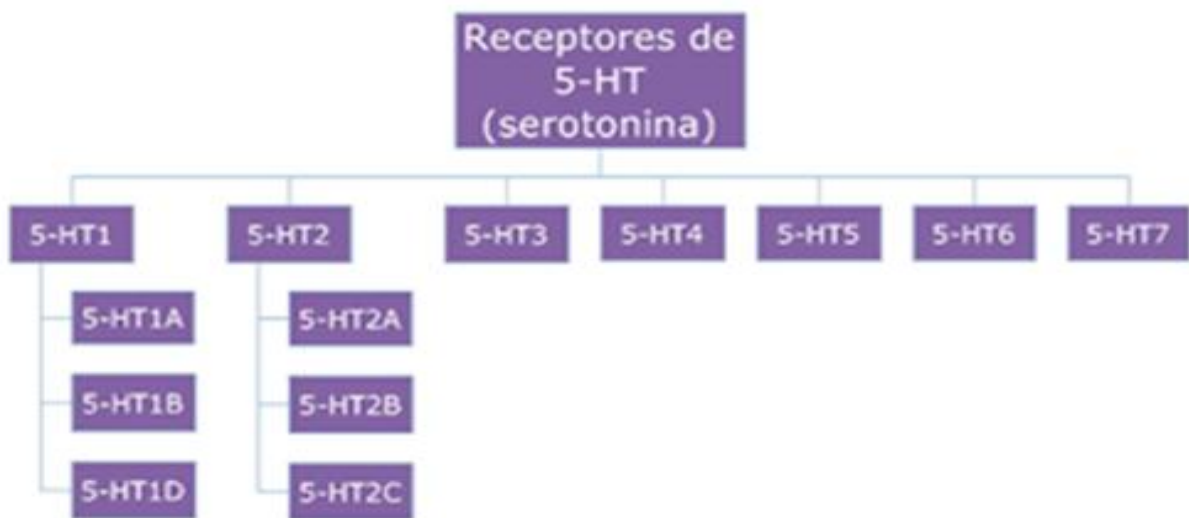 Receptores de
5-HT
(serotonina)
5-HT1
5-HT2
5-HT3
5-HT4
5-HT5
5-HT6
5-HT7
5-HT1A
5-HT2A
5-HT1B
5-HT2B
5-HT1D
5-HT2C